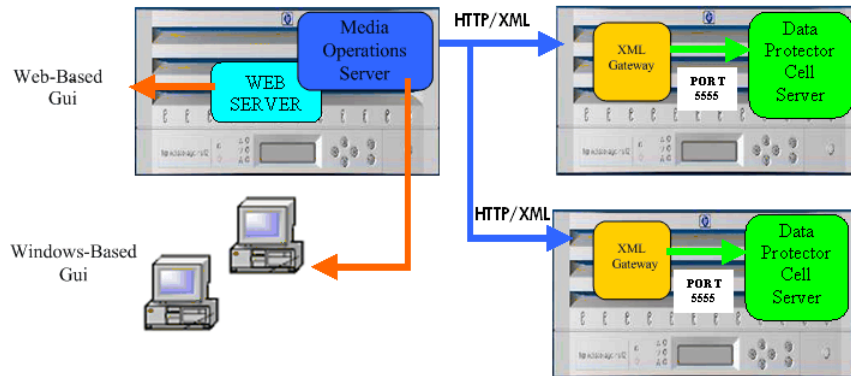 Web-Based
Gui
WEB
SERVER
Media
Operations
Server
HTTP/XML
XML
Gateway
PORT
5555
Data
Protector
Cell
Server
Windows-Based
Gui
HTTP/XML
XML
Gateway
PORT
5555
Data
Protector
Cell
Server